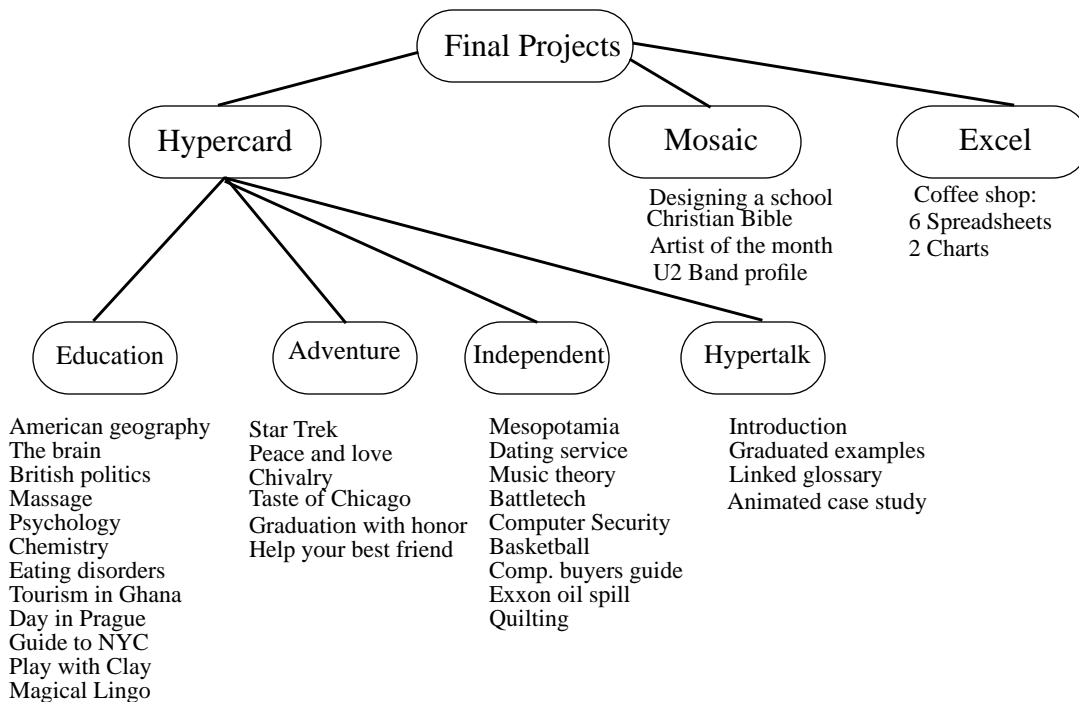 Final Projects
Hypercard
Mosaic
Excel
Designing a school
Christian Bible
Artist of the month
U2 Band profile
Coffee shop:
6 Spreadsheets
2 Charts
Education
Adventure
Independent
Hypertalk
American geography
The brain
British politics
Massage
Psychology
Chemistry
Eating disorders
Tourism in Ghana
Day in Prague
Guide to NYC
Play with Clay
Magical Lingo
Star Trek
Peace and love
Chivalry
Taste of Chicago
Graduation with honor
Help your best friend
Mesopotamia
Dating service
Music theory
Battletech
Computer Security
Basketball
Comp. buyers guide
Exxon oil spill
Quilting
Introduction
Graduated examples
Linked glossary
Animated case study